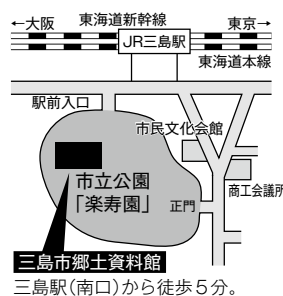 ←大阪
東海道新幹線
東京→
JR三島駅
東海道本線
駅前入口
市民文化会館
市立公園
「楽寿園」
商工会議所
正門
三島市郷土資料館
三島駅(南口)から徒歩5分。